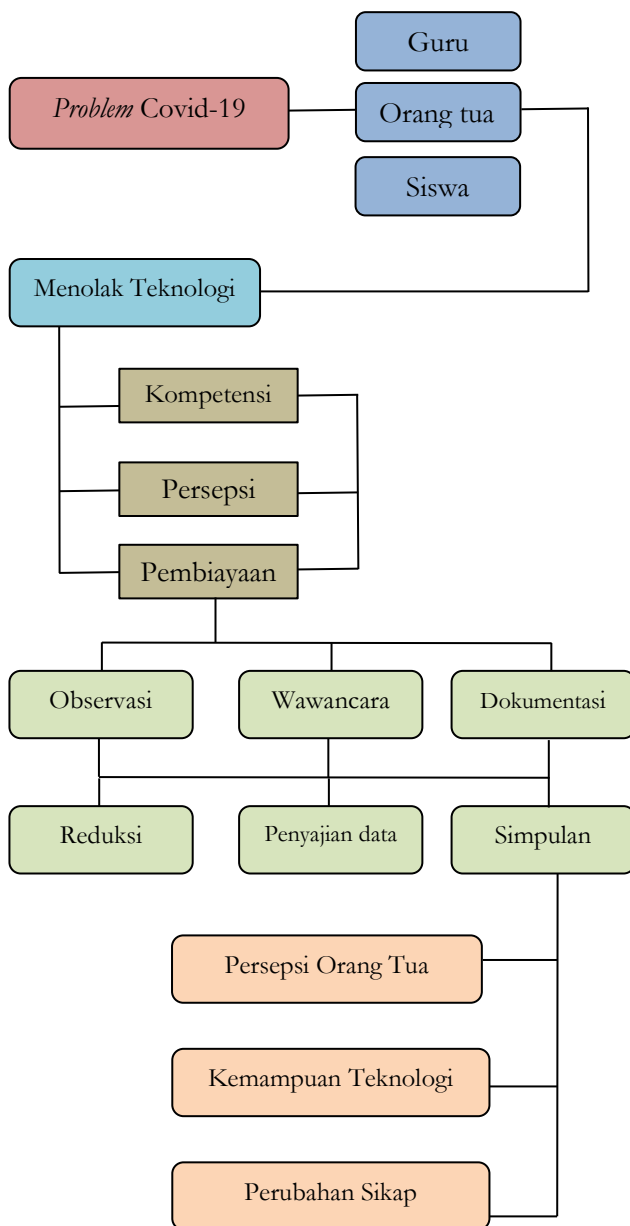 Guru
Problem Covid-19
Orang tua
Siswa
Menolak Teknologi
Kompetensi
Persepsi
Pembiayaan
Observasi
Wawancara
Dokumentasi
Reduksi
Penyajian data
Simpulan
Persepsi Orang Tua
Kemampuan Teknologi
Perubahan Sikap